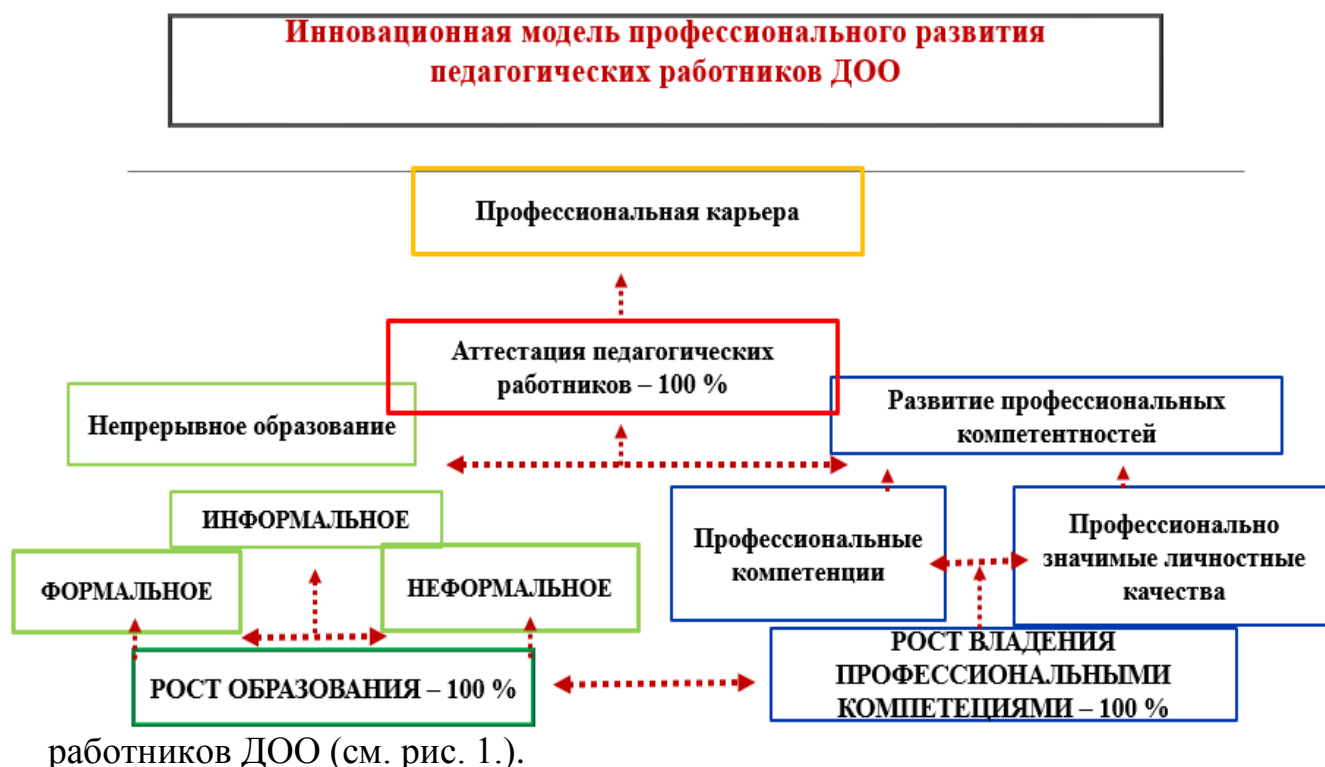 Инновационная модель профессионального развития
педагогических работников ДОО
Профессиональная карьера
Аттестация педагогических
работников – 100 %
Непрерывное образование
Развитие профессиональных
компетентностей
ИНФОРМАЛЬНОЕ
ФОРМАЛЬНОЕ
НЕФОРМАЛЬНОЕ
Профессиональные
компетенции
Профессионально
значимые личностные
качества
РОСТ ОБРАЗОВАНИЯ – 100 %
РОСТ ВЛАДЕНИЯ
ПРОФЕССИОНАЛЬНЫМИ
КОМПЕТЕЦИЯМИ – 100 %
работников ДОО (см. рис. 1.).